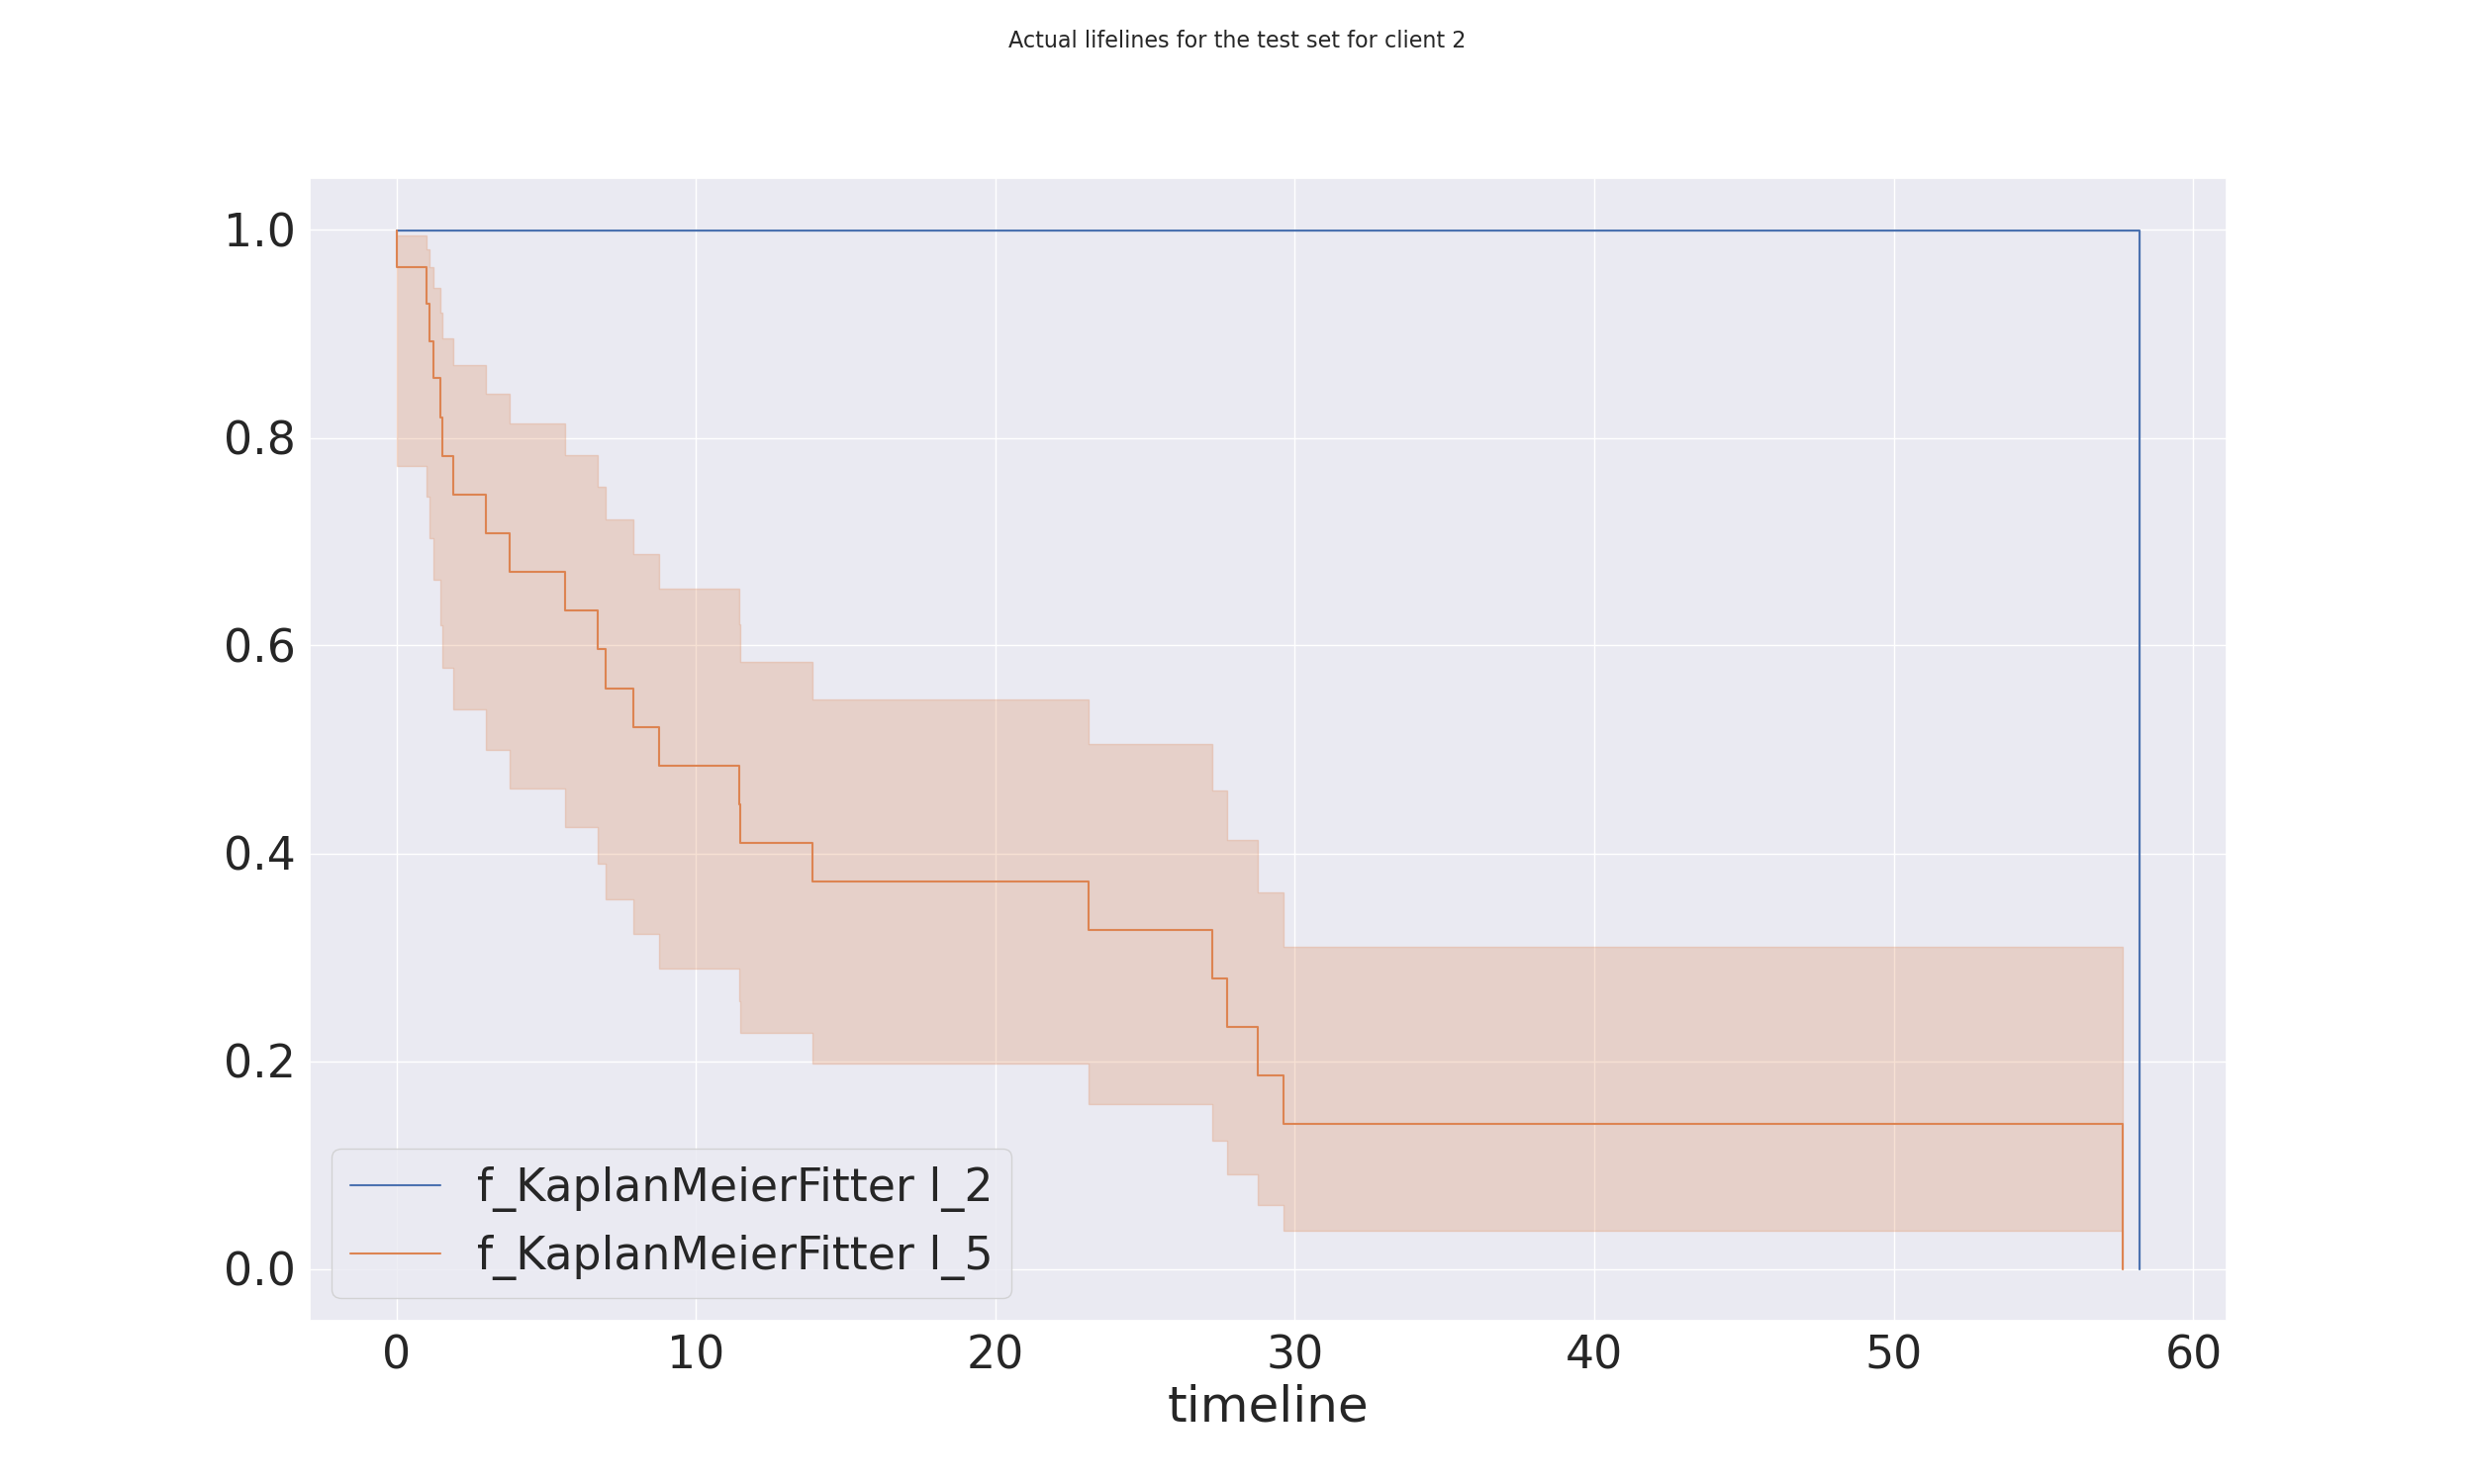 Actual lifelines for the test set for client 2
1.0
0.8
0.6
0.4
0.2
0.0
f_KaplanMeierFitter l_2
f_KaplanMeierFitter l_5
0 10 20 30 40 50 60
timeline